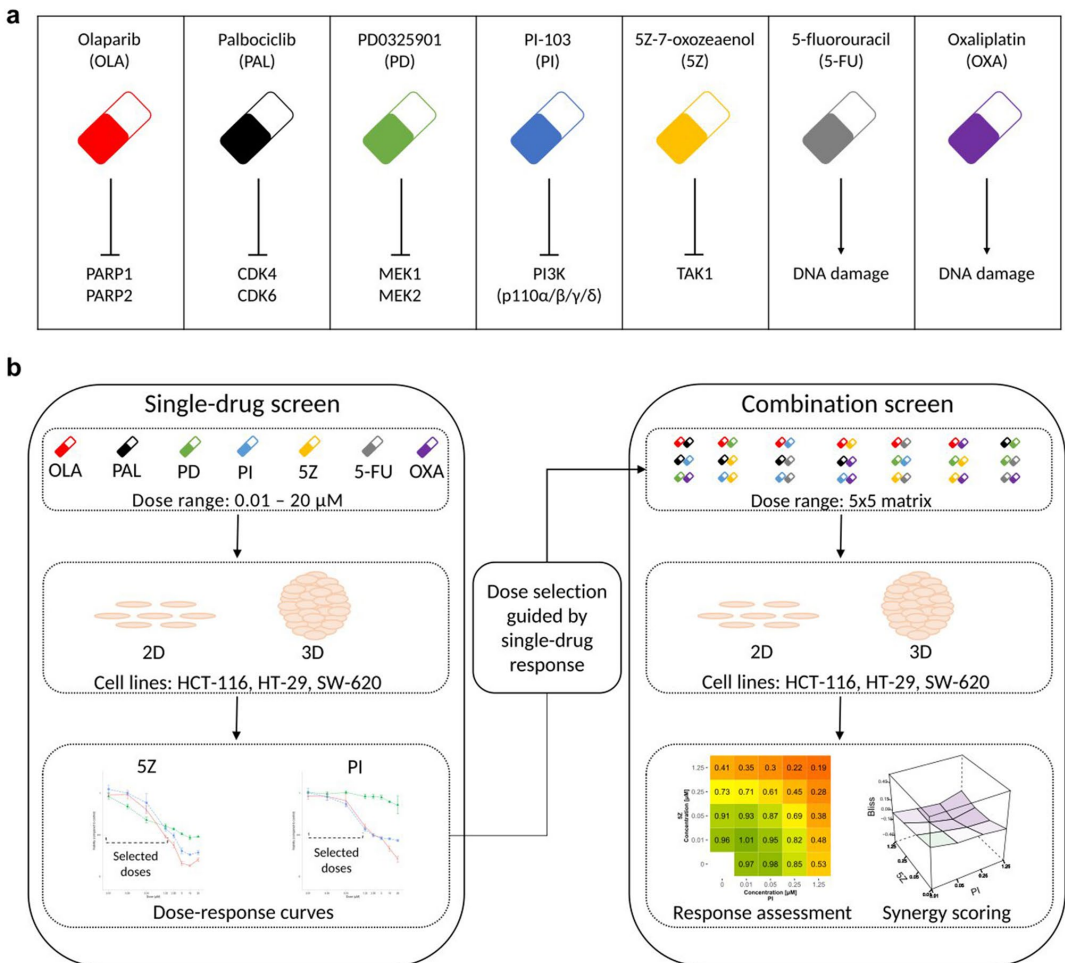 a
Olaparib
(OLA)
Palbociclib
(PAL)
PD0325901
(PD)
PI-103
(PI)
5Z-7-oxozeaenol
(5Z)
5-fluorouracil
(5-FU)
Oxaliplatin
(OXA)
PARP1
PARP2
CDK4
CDK6
MEK1
MEK2
PI3K
(p110α/β/γ/δ)
TAK1
DNA damage
DNA damage
b
Single-drug screen
OLA PAL PD PI 5Z 5-FU OXA
Dose range: 0.01 – 20 µM
2D 3D
Cell lines: HCT-116, HT-29, SW-620
5Z
Selected
doses
PI
Selected
doses
Dose-response curves
Dose selection
guided by
single-drug
response
Combination screen
Dose range: 5x5 matrix
2D 3D
Cell lines: HCT-116, HT-29, SW-620
5Z
Concentration [µM]
1.25 0.41 0.35 0.3 0.22 0.19
0.25 0.73 0.71 0.61 0.45 0.28
0.05 0.91 0.93 0.87 0.69 0.38
0.01 0.96 1.01 0.95 0.82 0.48
0 0.97 0.98 0.85 0.53
0 0.01 0.05 0.25 1.25
Concentration [µM]
PI
Response assessment
Bliss
5Z
PI
Synergy scoring